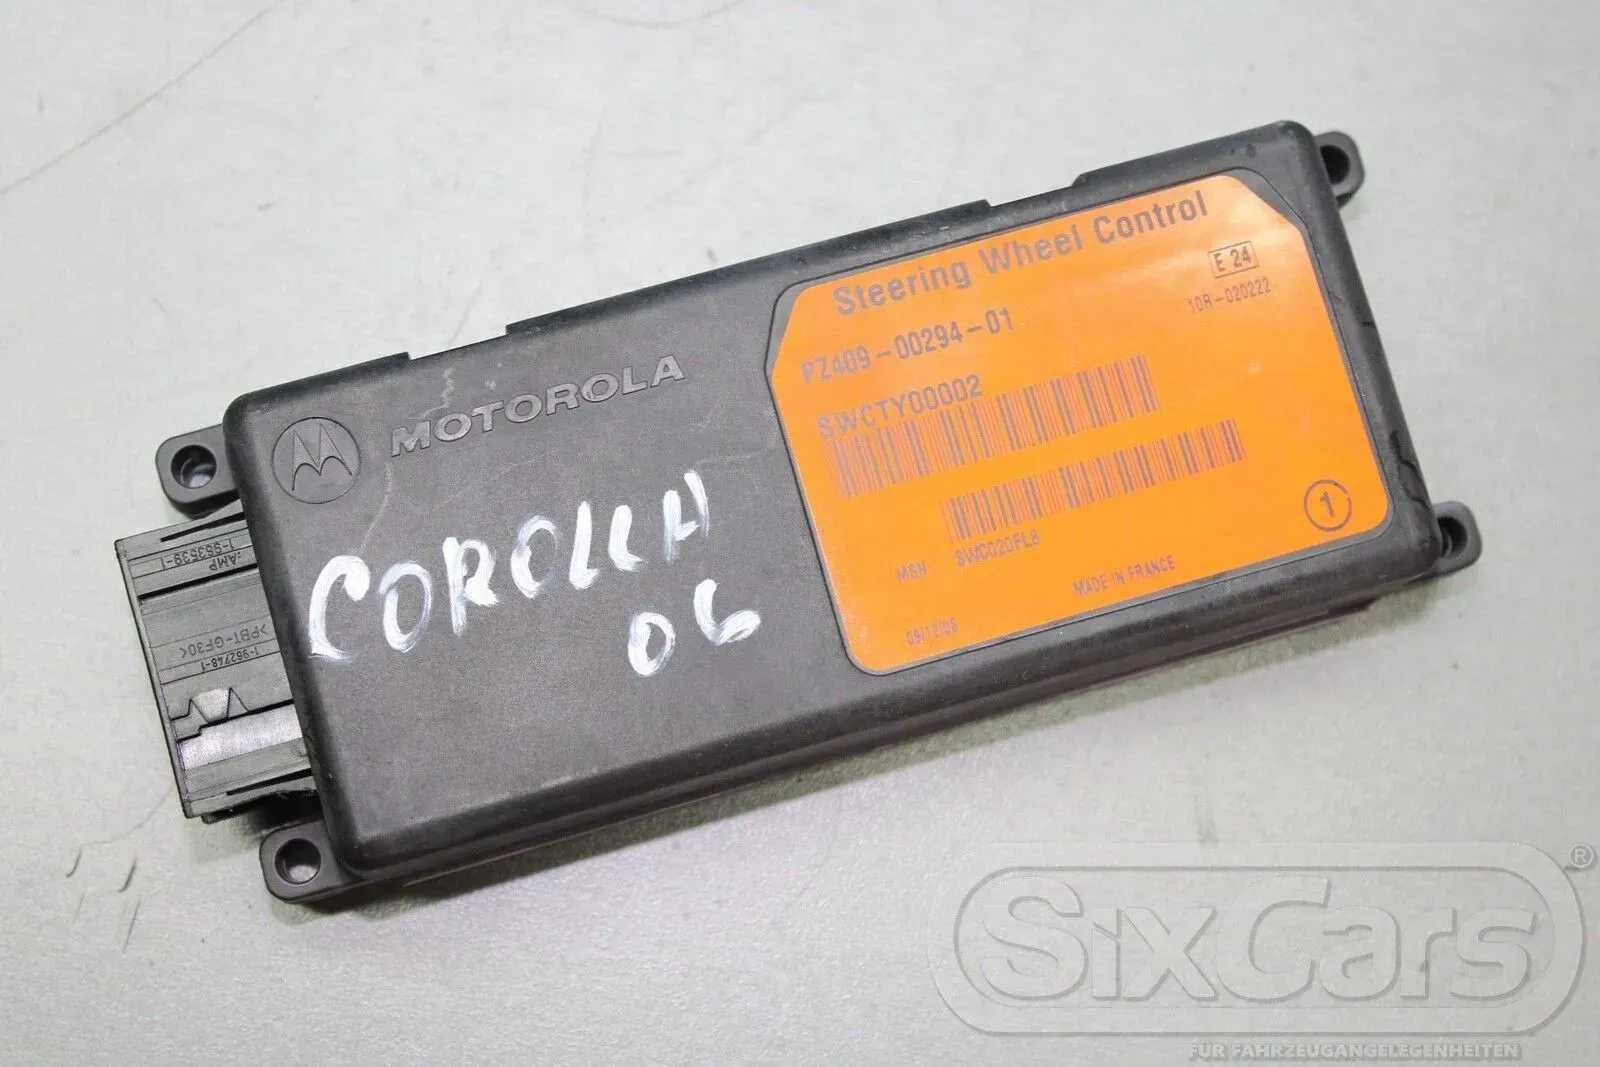 Steering Wheel Control
E 24
10R-020222
PZ409-00294-01
SWCTY00002
SWC020FL8
MSN
MADE IN FRANCE
09/12/06
1
MOTOROLA
COROLLA
06
AMP
1-963539-1
>PBT-GF30<
1-962748-1
SixCars®
FÜR FAHRZEUGANGELEGENHEITEN